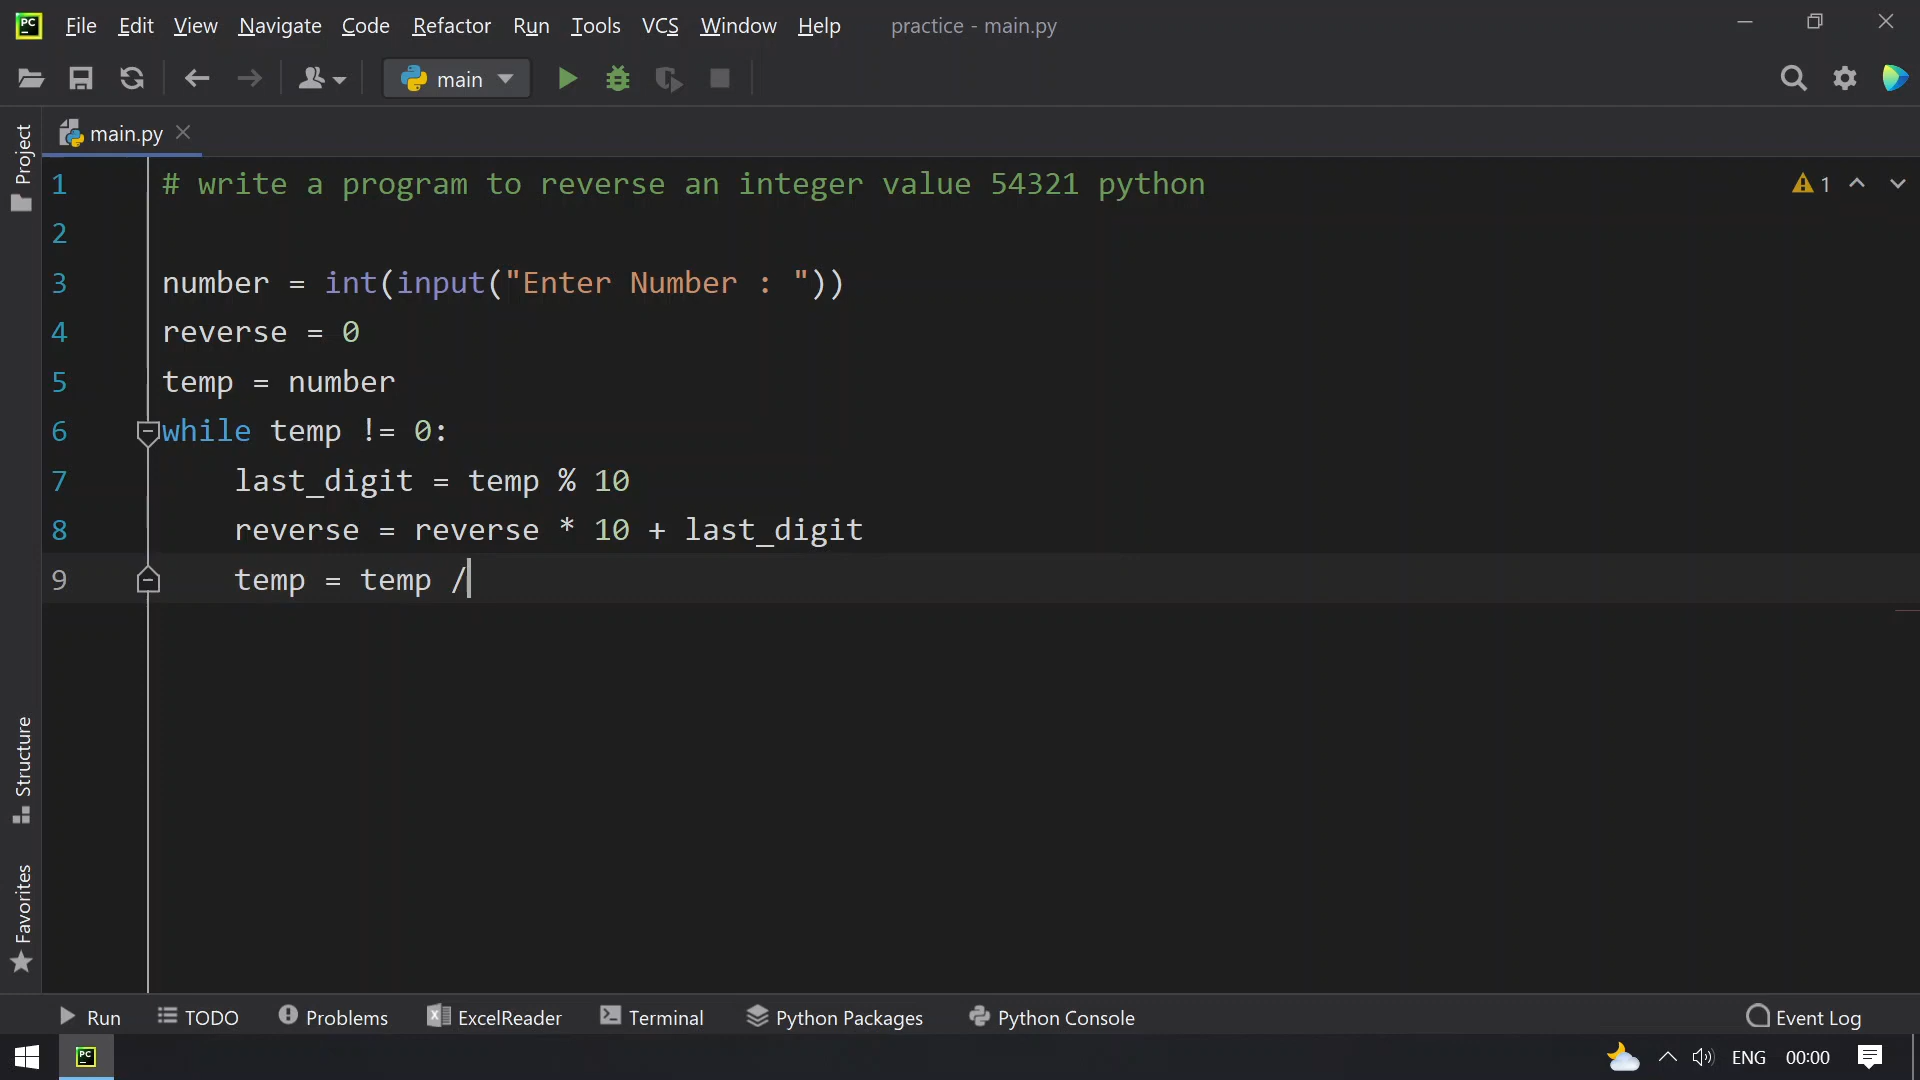 PC File Edit View Navigate Code Refactor Run Tools VCS Window Help practice - main.py
main
main.py
Project
1 # write a program to reverse an integer value 54321 python
1
2
3 number = int(input("Enter Number : "))
4 reverse = 0
5 temp = number
6 while temp != 0:
7 last_digit = temp % 10
8 reverse = reverse * 10 + last_digit
9 temp = temp /
Structure
Favorites
Run TODO Problems ExcelReader Terminal Python Packages Python Console Event Log
PC ENG 00:00